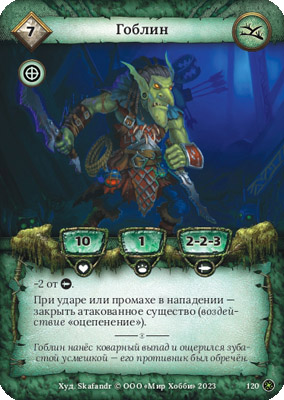 Гоблин
7
10
1
2-2-3
-2 от
При ударе или промахе в нападении —
закрыть атакованное существо (воздей-
ствие «оцепенение»).
Гоблин нанёс коварный выпад и ощерился зуба-
стой усмешкой — его противник был обречён.
Худ. Skafandr © ООО «Мир Хобби» 2023
120